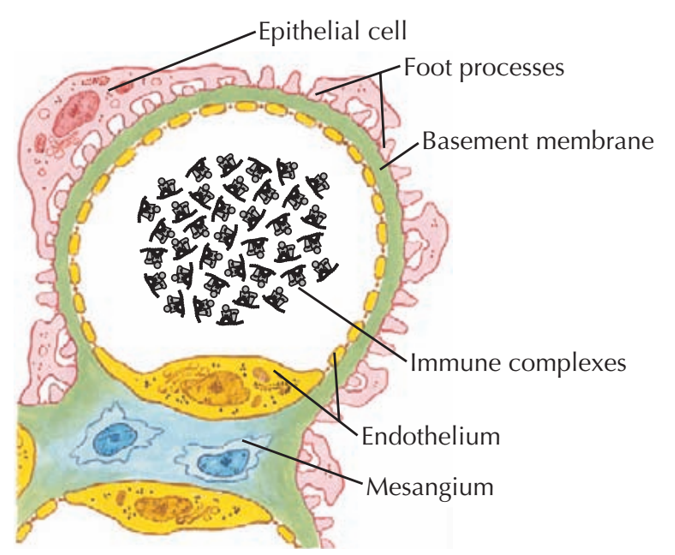 Epithelial cell
Foot processes
Basement membrane
Immune complexes
Endothelium
Mesangium